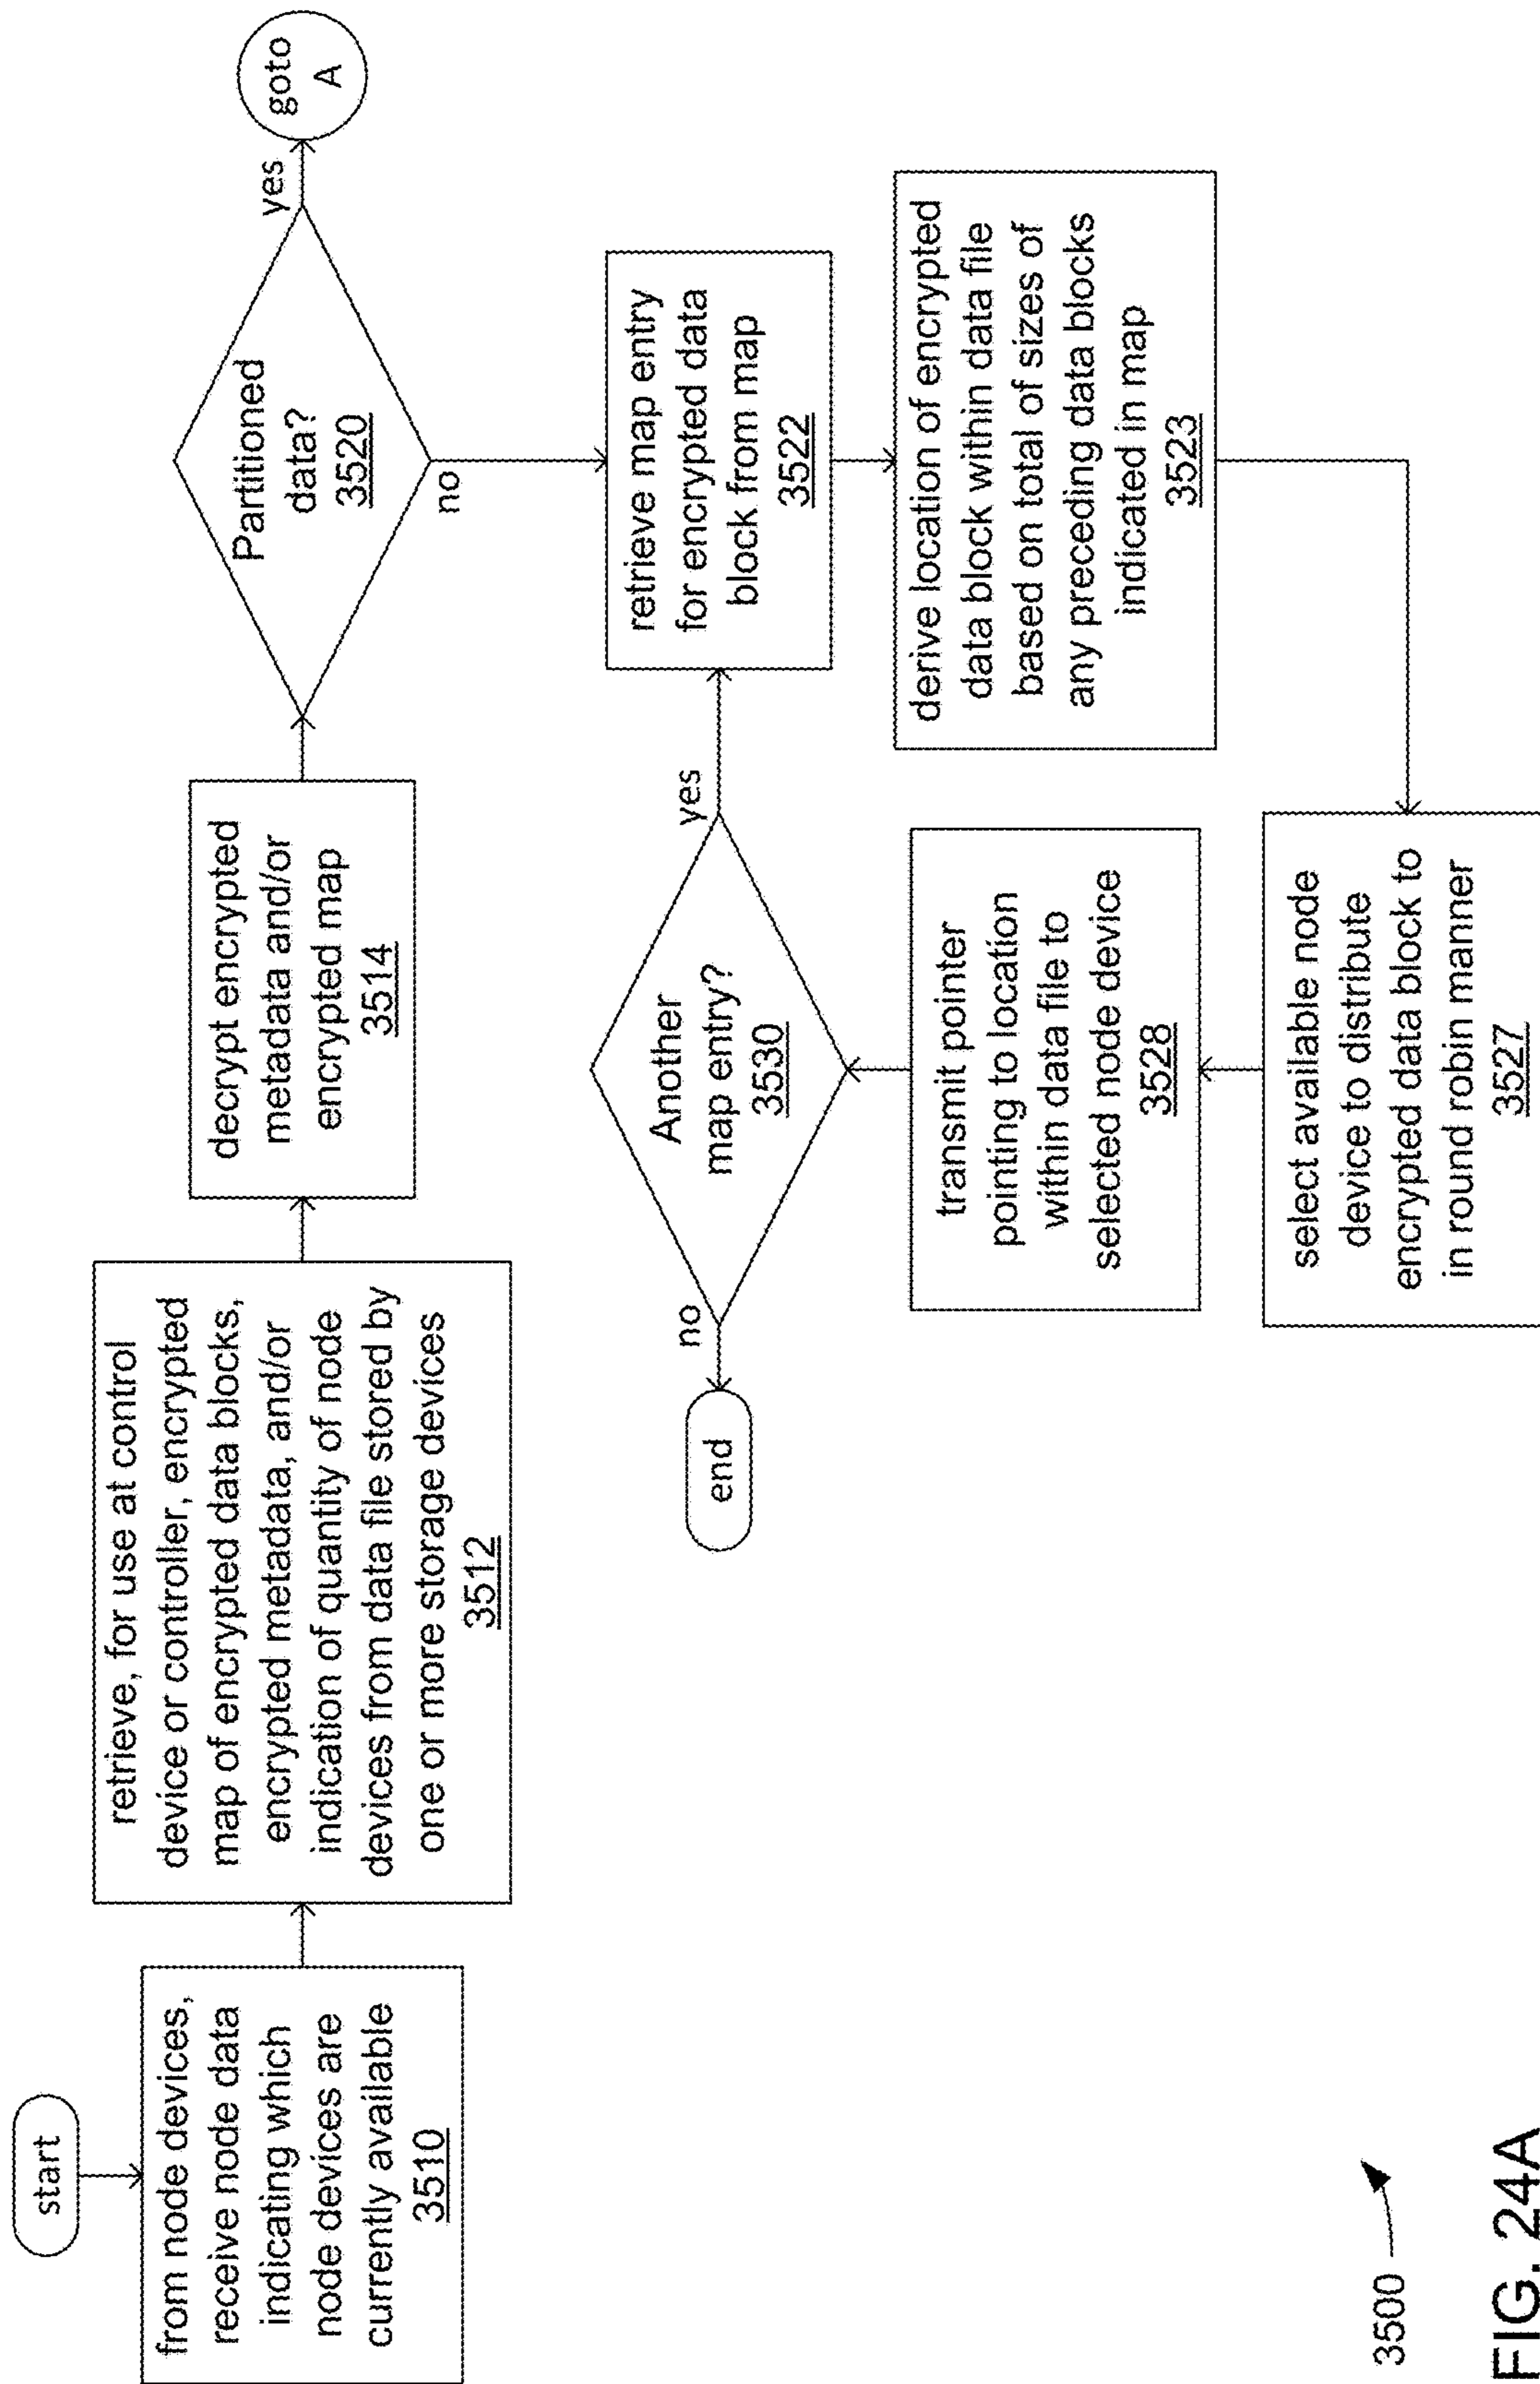 start
from node devices,
receive node data
indicating which
node devices are
currently available
3510
retrieve, for use at control
device or controller, encrypted
map of encrypted data blocks,
encrypted metadata, and/or
indication of quantity of node
devices from data file stored by
one or more storage devices
3512
decrypt encrypted
metadata and/or
encrypted map
3514
Partitioned
data?
3520
yes
goto
A
no
retrieve map entry
for encrypted data
block from map
3522
derive location of encrypted
data block within data file
based on total of sizes of
any preceding data blocks
indicated in map
3523
select available node
device to distribute
encrypted data block to
in round robin manner
3527
transmit pointer
pointing to location
within data file to
selected node device
3528
Another
map entry?
3530
yes
no
end
3500
FIG. 24A